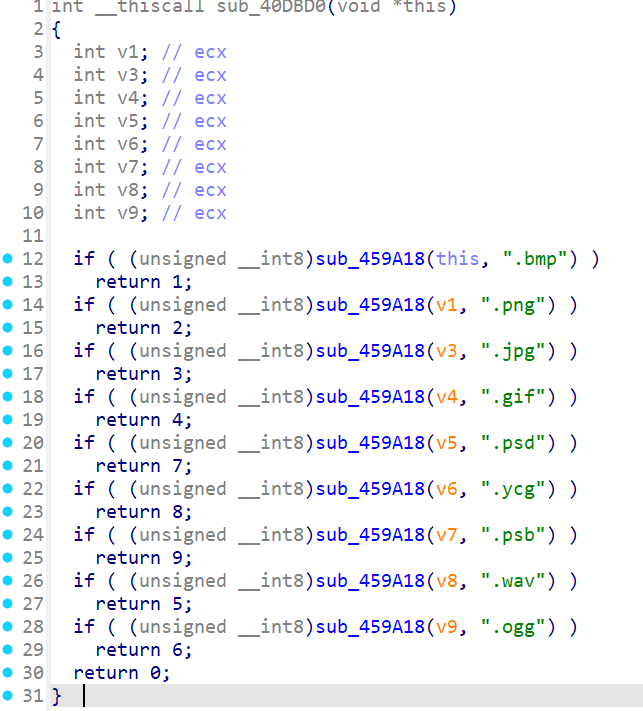 1 int __thiscall sub_40DBD0(void *this)
2 {
3   int v1; // ecx
4   int v3; // ecx
5   int v4; // ecx
6   int v5; // ecx
7   int v6; // ecx
8   int v7; // ecx
9   int v8; // ecx
10   int v9; // ecx
11
12   if ( (unsigned __int8)sub_459A18(this, ".bmp") )
13     return 1;
14   if ( (unsigned __int8)sub_459A18(v1, ".png") )
15     return 2;
16   if ( (unsigned __int8)sub_459A18(v3, ".jpg") )
17     return 3;
18   if ( (unsigned __int8)sub_459A18(v4, ".gif") )
19     return 4;
20   if ( (unsigned __int8)sub_459A18(v5, ".psd") )
21     return 7;
22   if ( (unsigned __int8)sub_459A18(v6, ".ycg") )
23     return 8;
24   if ( (unsigned __int8)sub_459A18(v7, ".psb") )
25     return 9;
26   if ( (unsigned __int8)sub_459A18(v8, ".wav") )
27     return 5;
28   if ( (unsigned __int8)sub_459A18(v9, ".ogg") )
29     return 6;
30   return 0;
31 }